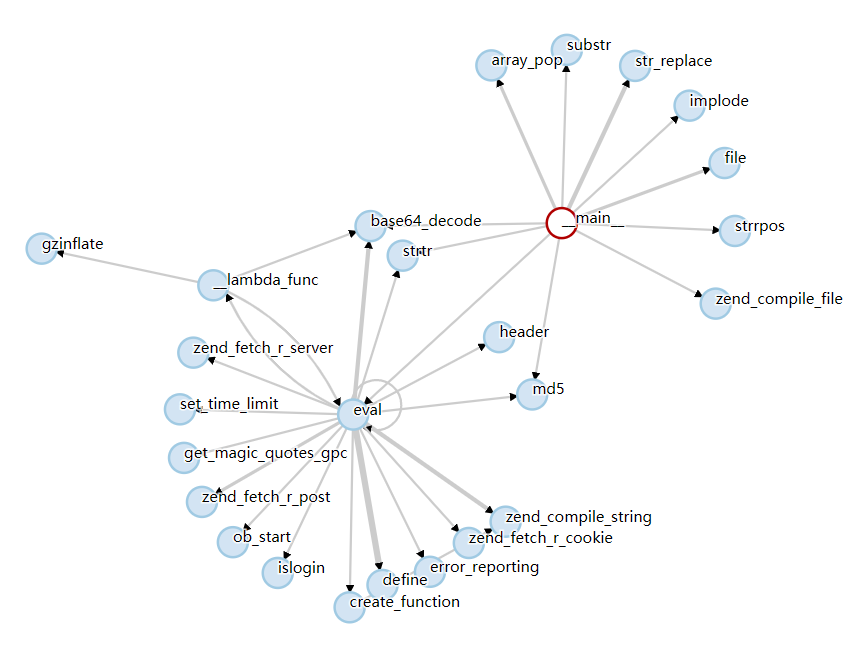 substr
array_pop
str_replace
implode
file
__main__
base64_decode
strrpos
gzinflate
strtr
__lambda_func
zend_compile_file
header
zend_fetch_r_server
md5
set_time_limit
eval
get_magic_quotes_gpc
zend_fetch_r_post
zend_compile_string
ob_start
zend_fetch_r_cookie
islogin
error_reporting
define
create_function